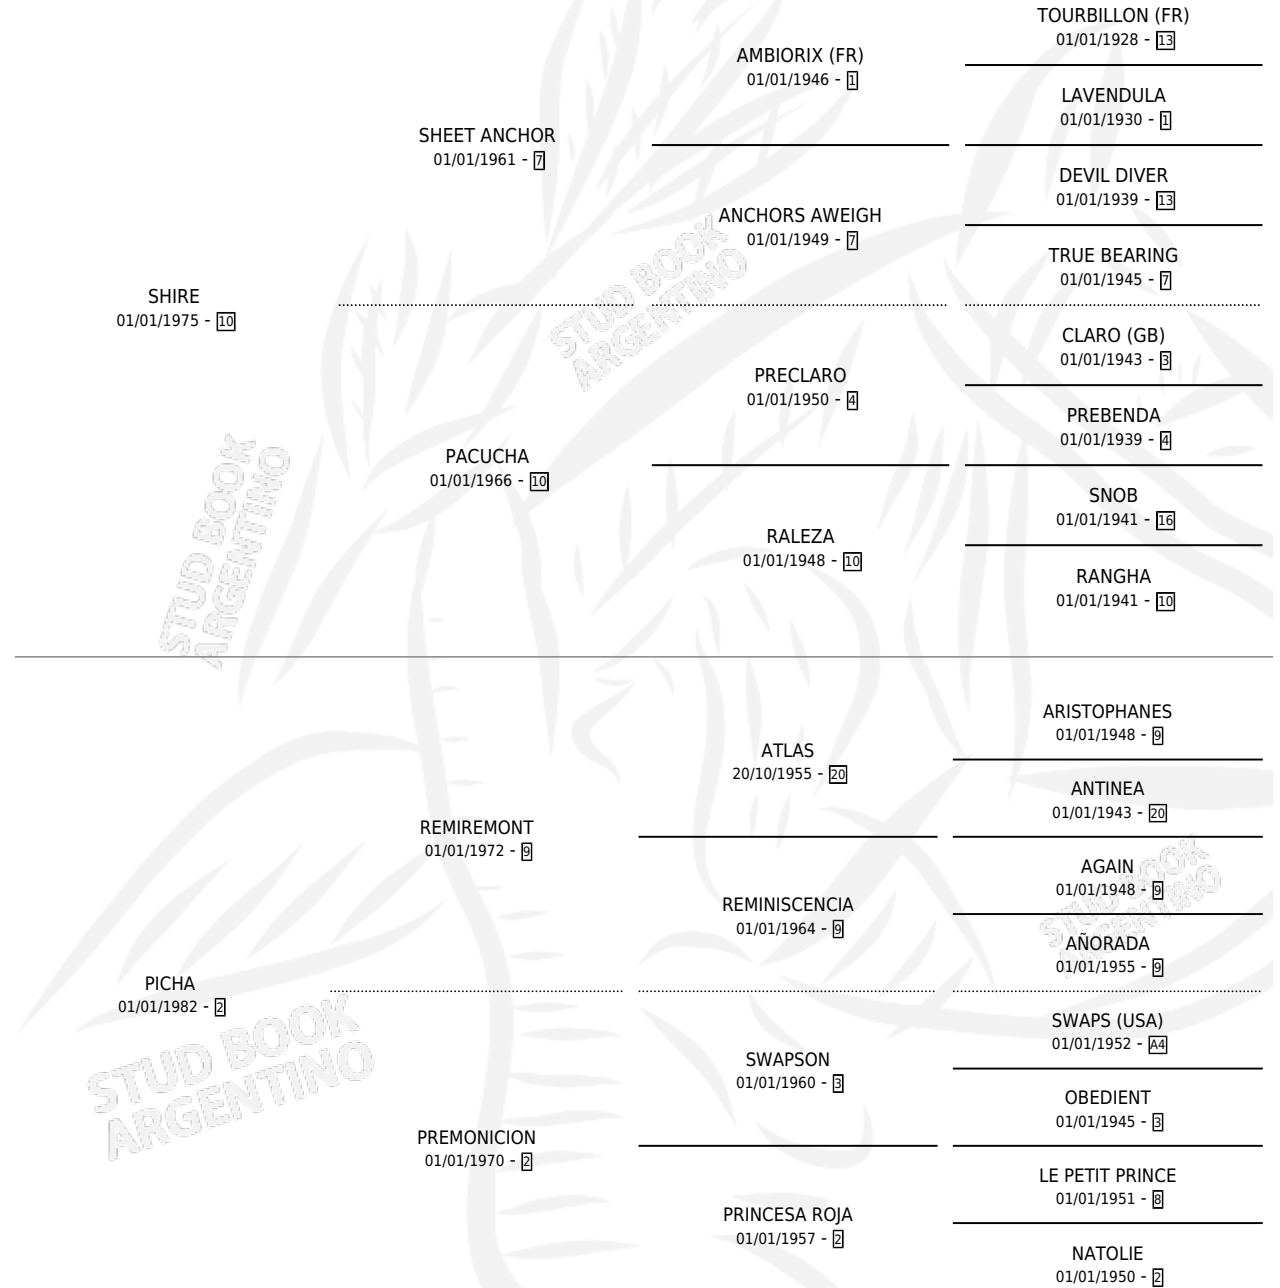 TOURBILLON (FR)
01/01/1928 - 13
AMBIORIX (FR)
01/01/1946 - 1
LAVENDULA
01/01/1930 - 1
SHEET ANCHOR
01/01/1961 - 7
DEVIL DIVER
01/01/1939 - 13
ANCHORS AWEIGH
01/01/1949 - 7
TRUE BEARING
01/01/1945 - 7
SHIRE
01/01/1975 - 10
CLARO (GB)
01/01/1943 - 3
PRECLARO
01/01/1950 - 4
PREBENDA
01/01/1939 - 4
PACUCHA
01/01/1966 - 10
SNOB
01/01/1941 - 16
RALEZA
01/01/1948 - 10
RANGHA
01/01/1941 - 10
ARISTOPHANES
01/01/1948 - 9
ATLAS
20/10/1955 - 20
ANTINEA
01/01/1943 - 20
REMIREMONT
01/01/1972 - 9
AGAIN
01/01/1948 - 9
REMINISCENCIA
01/01/1964 - 9
AÑORADA
01/01/1955 - 9
PICHA
01/01/1982 - 2
SWAPS (USA)
01/01/1952 - A4
SWAPSON
01/01/1960 - 3
OBEDIENT
01/01/1945 - 3
PREMONICION
01/01/1970 - 2
LE PETIT PRINCE
01/01/1951 - 8
PRINCESA ROJA
01/01/1957 - 2
NATOLIE
01/01/1950 - 2
STUD BOOK
ARGENTINO
STUD BOOK
ARGENTINO
STUD BOOK
ARGENTINO
STUD BOOK
ARGENTINO